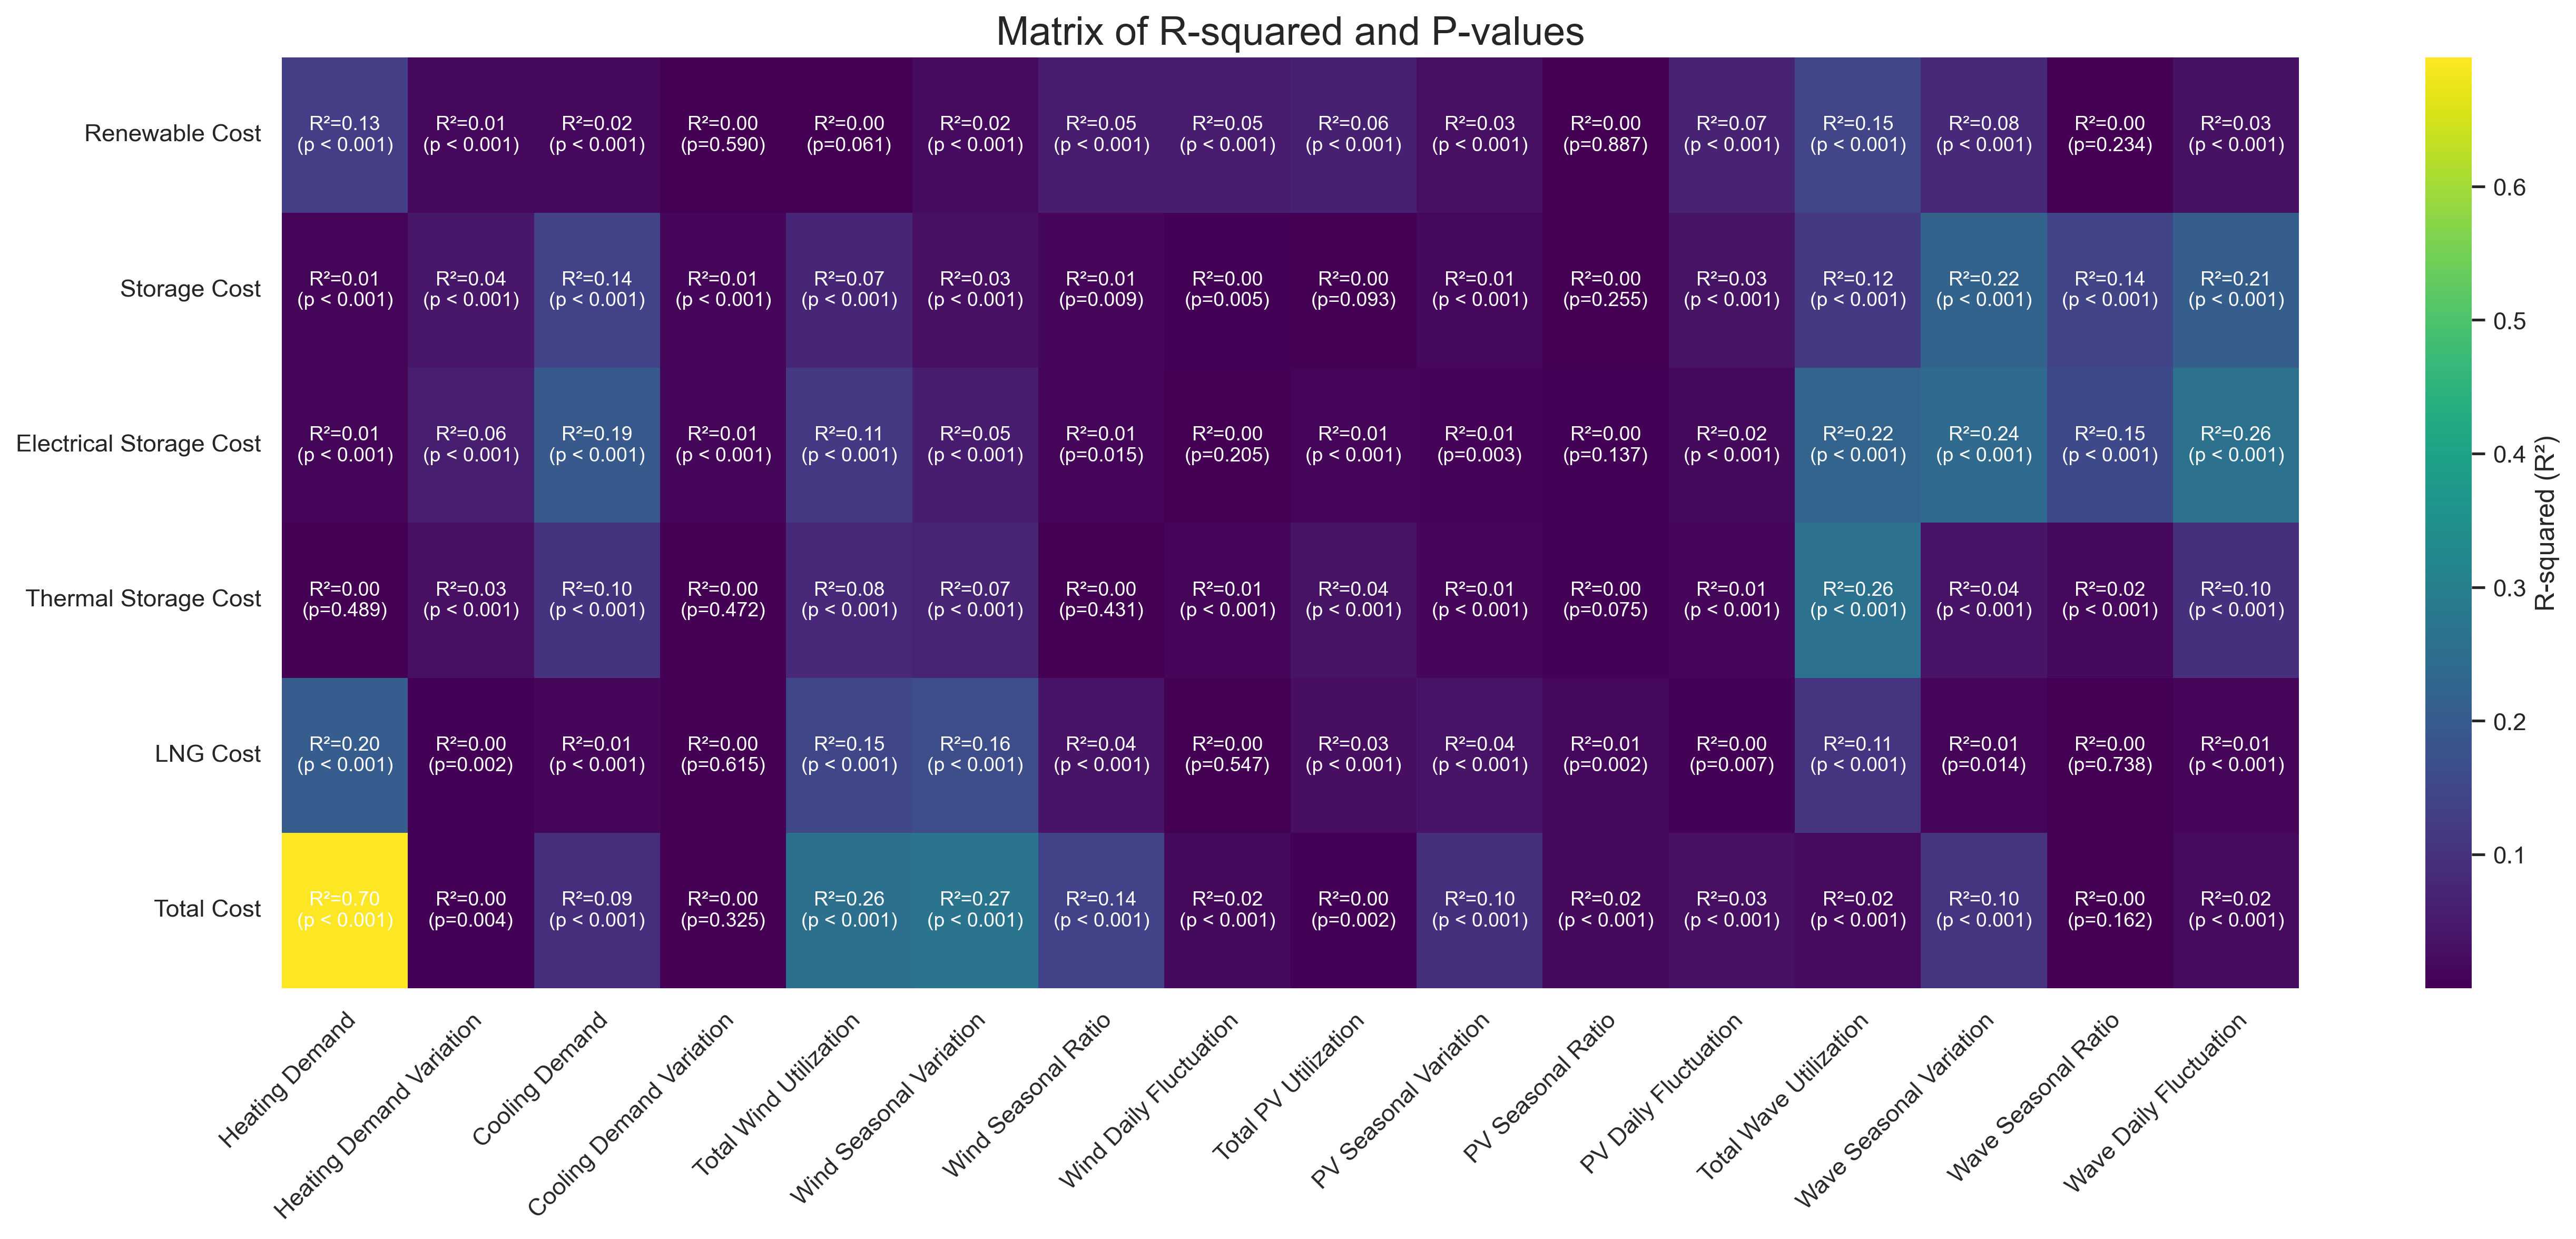 Matrix of R-squared and P-values
Renewable Cost
R²=0.13 R²=0.01 R²=0.02 R²=0.00 R²=0.00 R²=0.02 R²=0.05 R²=0.05 R²=0.06 R²=0.03 R²=0.00 R²=0.07 R²=0.15 R²=0.08 R²=0.00 R²=0.03
(p < 0.001) (p < 0.001) (p < 0.001) (p=0.590) (p=0.061) (p < 0.001) (p < 0.001) (p < 0.001) (p < 0.001) (p < 0.001) (p=0.887) (p < 0.001) (p < 0.001) (p < 0.001) (p=0.234) (p < 0.001)
Storage Cost
R²=0.01 R²=0.04 R²=0.14 R²=0.01 R²=0.07 R²=0.03 R²=0.01 R²=0.00 R²=0.00 R²=0.01 R²=0.00 R²=0.03 R²=0.12 R²=0.22 R²=0.14 R²=0.21
(p < 0.001) (p < 0.001) (p < 0.001) (p < 0.001) (p < 0.001) (p < 0.001) (p=0.009) (p=0.005) (p=0.093) (p < 0.001) (p=0.255) (p < 0.001) (p < 0.001) (p < 0.001) (p < 0.001) (p < 0.001)
Electrical Storage Cost
R²=0.01 R²=0.06 R²=0.19 R²=0.01 R²=0.11 R²=0.05 R²=0.01 R²=0.00 R²=0.01 R²=0.01 R²=0.00 R²=0.02 R²=0.22 R²=0.24 R²=0.15 R²=0.26
(p < 0.001) (p < 0.001) (p < 0.001) (p < 0.001) (p < 0.001) (p < 0.001) (p=0.015) (p=0.205) (p < 0.001) (p=0.003) (p=0.137) (p < 0.001) (p < 0.001) (p < 0.001) (p < 0.001) (p < 0.001)
Thermal Storage Cost
R²=0.00 R²=0.03 R²=0.10 R²=0.00 R²=0.08 R²=0.07 R²=0.00 R²=0.01 R²=0.04 R²=0.01 R²=0.00 R²=0.01 R²=0.26 R²=0.04 R²=0.02 R²=0.10
(p=0.489) (p < 0.001) (p < 0.001) (p=0.472) (p < 0.001) (p < 0.001) (p=0.431) (p < 0.001) (p < 0.001) (p < 0.001) (p=0.075) (p < 0.001) (p < 0.001) (p < 0.001) (p < 0.001) (p < 0.001)
LNG Cost
R²=0.20 R²=0.00 R²=0.01 R²=0.00 R²=0.15 R²=0.16 R²=0.04 R²=0.00 R²=0.03 R²=0.04 R²=0.01 R²=0.00 R²=0.11 R²=0.01 R²=0.00 R²=0.01
(p < 0.001) (p=0.002) (p < 0.001) (p=0.615) (p < 0.001) (p < 0.001) (p < 0.001) (p=0.547) (p < 0.001) (p < 0.001) (p=0.002) (p=0.007) (p < 0.001) (p=0.014) (p=0.738) (p < 0.001)
Total Cost
R²=0.70 R²=0.00 R²=0.09 R²=0.00 R²=0.26 R²=0.27 R²=0.14 R²=0.02 R²=0.00 R²=0.10 R²=0.02 R²=0.03 R²=0.02 R²=0.10 R²=0.00 R²=0.02
(p < 0.001) (p=0.004) (p < 0.001) (p=0.325) (p < 0.001) (p < 0.001) (p < 0.001) (p < 0.001) (p=0.002) (p < 0.001) (p < 0.001) (p < 0.001) (p < 0.001) (p < 0.001) (p=0.162) (p < 0.001)
Heating Demand
Heating Demand Variation
Cooling Demand
Cooling Demand Variation
Total Wind Utilization
Wind Seasonal Variation
Wind Seasonal Ratio
Wind Daily Fluctuation
Total PV Utilization
PV Seasonal Variation
PV Seasonal Ratio
PV Daily Fluctuation
Total Wave Utilization
Wave Seasonal Variation
Wave Seasonal Ratio
Wave Daily Fluctuation
0.6
0.5
0.4
0.3
0.2
0.1
R-squared (R²)